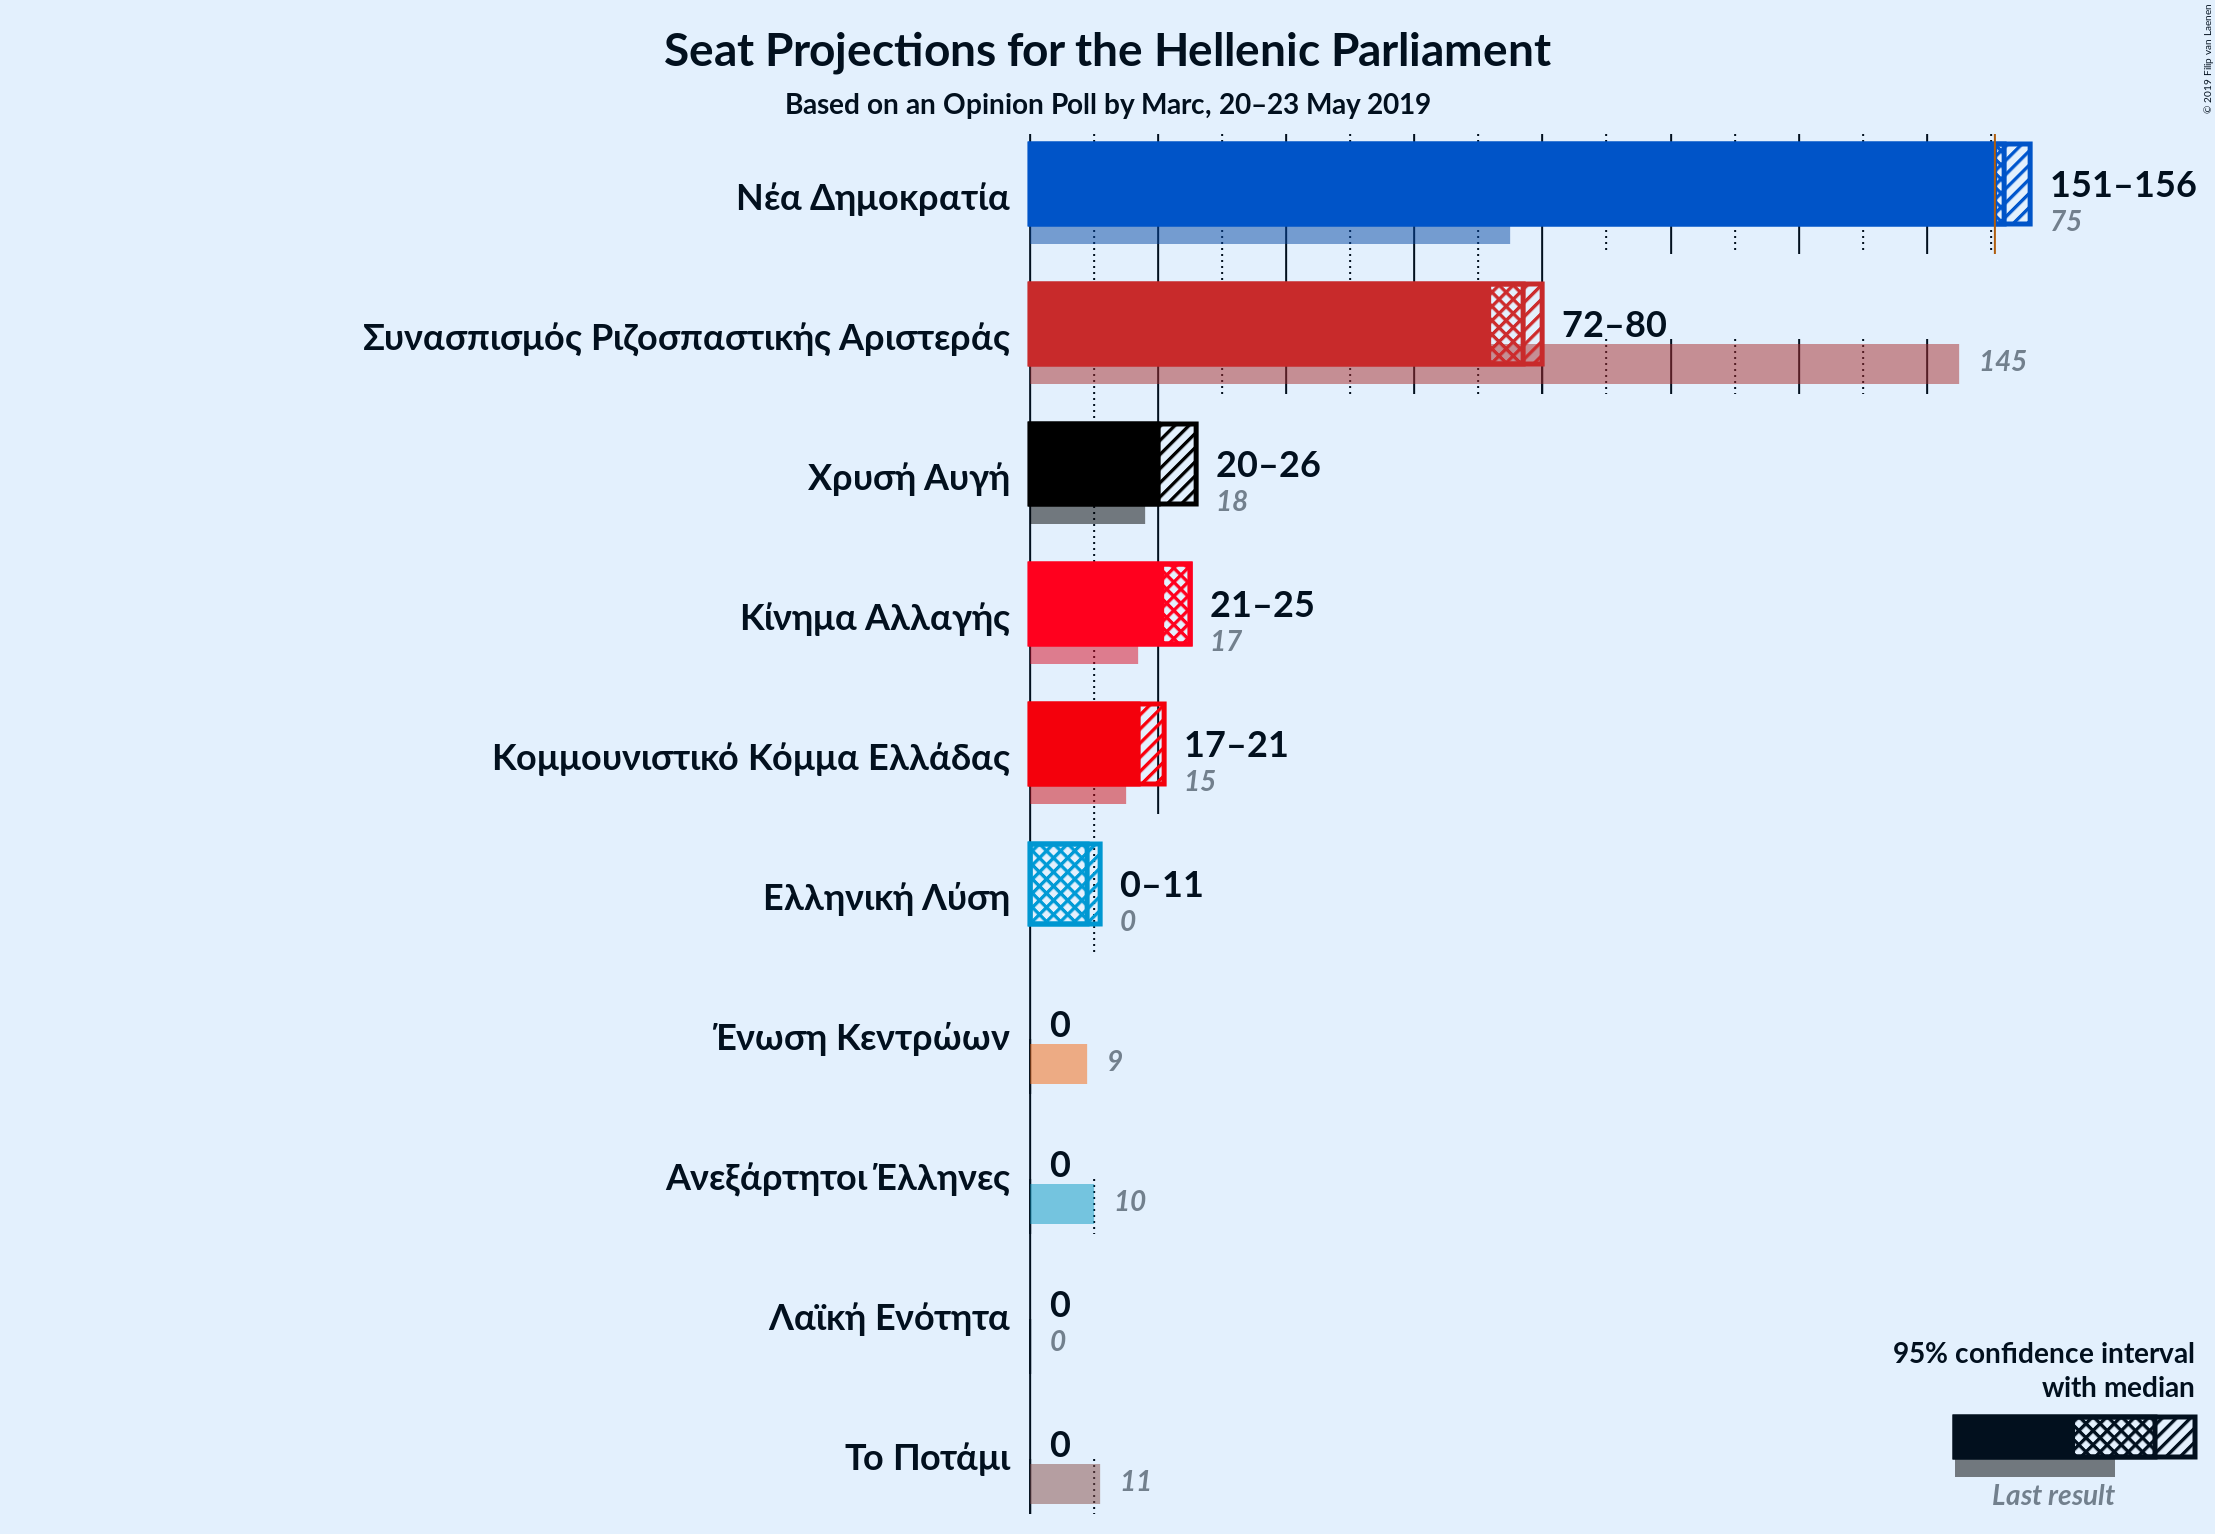 Seat Projections for the Hellenic Parliament
Based on an Opinion Poll by Marc, 20–23 May 2019
© 2019 Filip van Laenen
Νέα Δημοκρατία
151–156
75
Συνασπισμός Ριζοσπαστικής Αριστεράς
72–80
145
Χρυσή Αυγή
20–26
18
Κίνημα Αλλαγής
21–25
17
Κομμουνιστικό Κόμμα Ελλάδας
17–21
15
Ελληνική Λύση
0–11
0
Ένωση Κεντρώων
0
9
Ανεξάρτητοι Έλληνες
0
10
Λαϊκή Ενότητα
0
0
Το Ποτάμι
0
11
95% confidence interval
with median
Last result